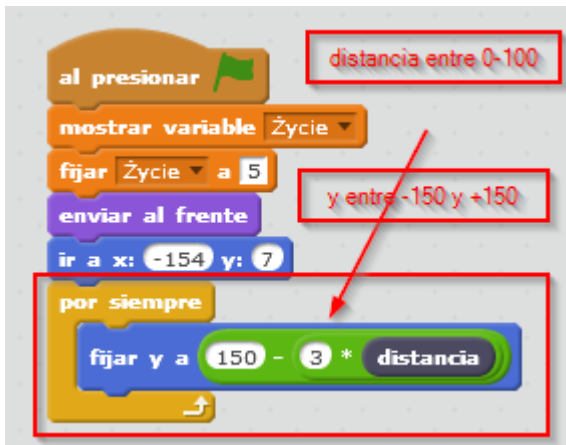 distancia entre 0-100
al presionar
mostrar variable Życie
fijar Życie a 5
y entre -150 y +150
enviar al frente
ir a x: -154 y: 7
por siempre
fijar y a 150 - 3 * distancia